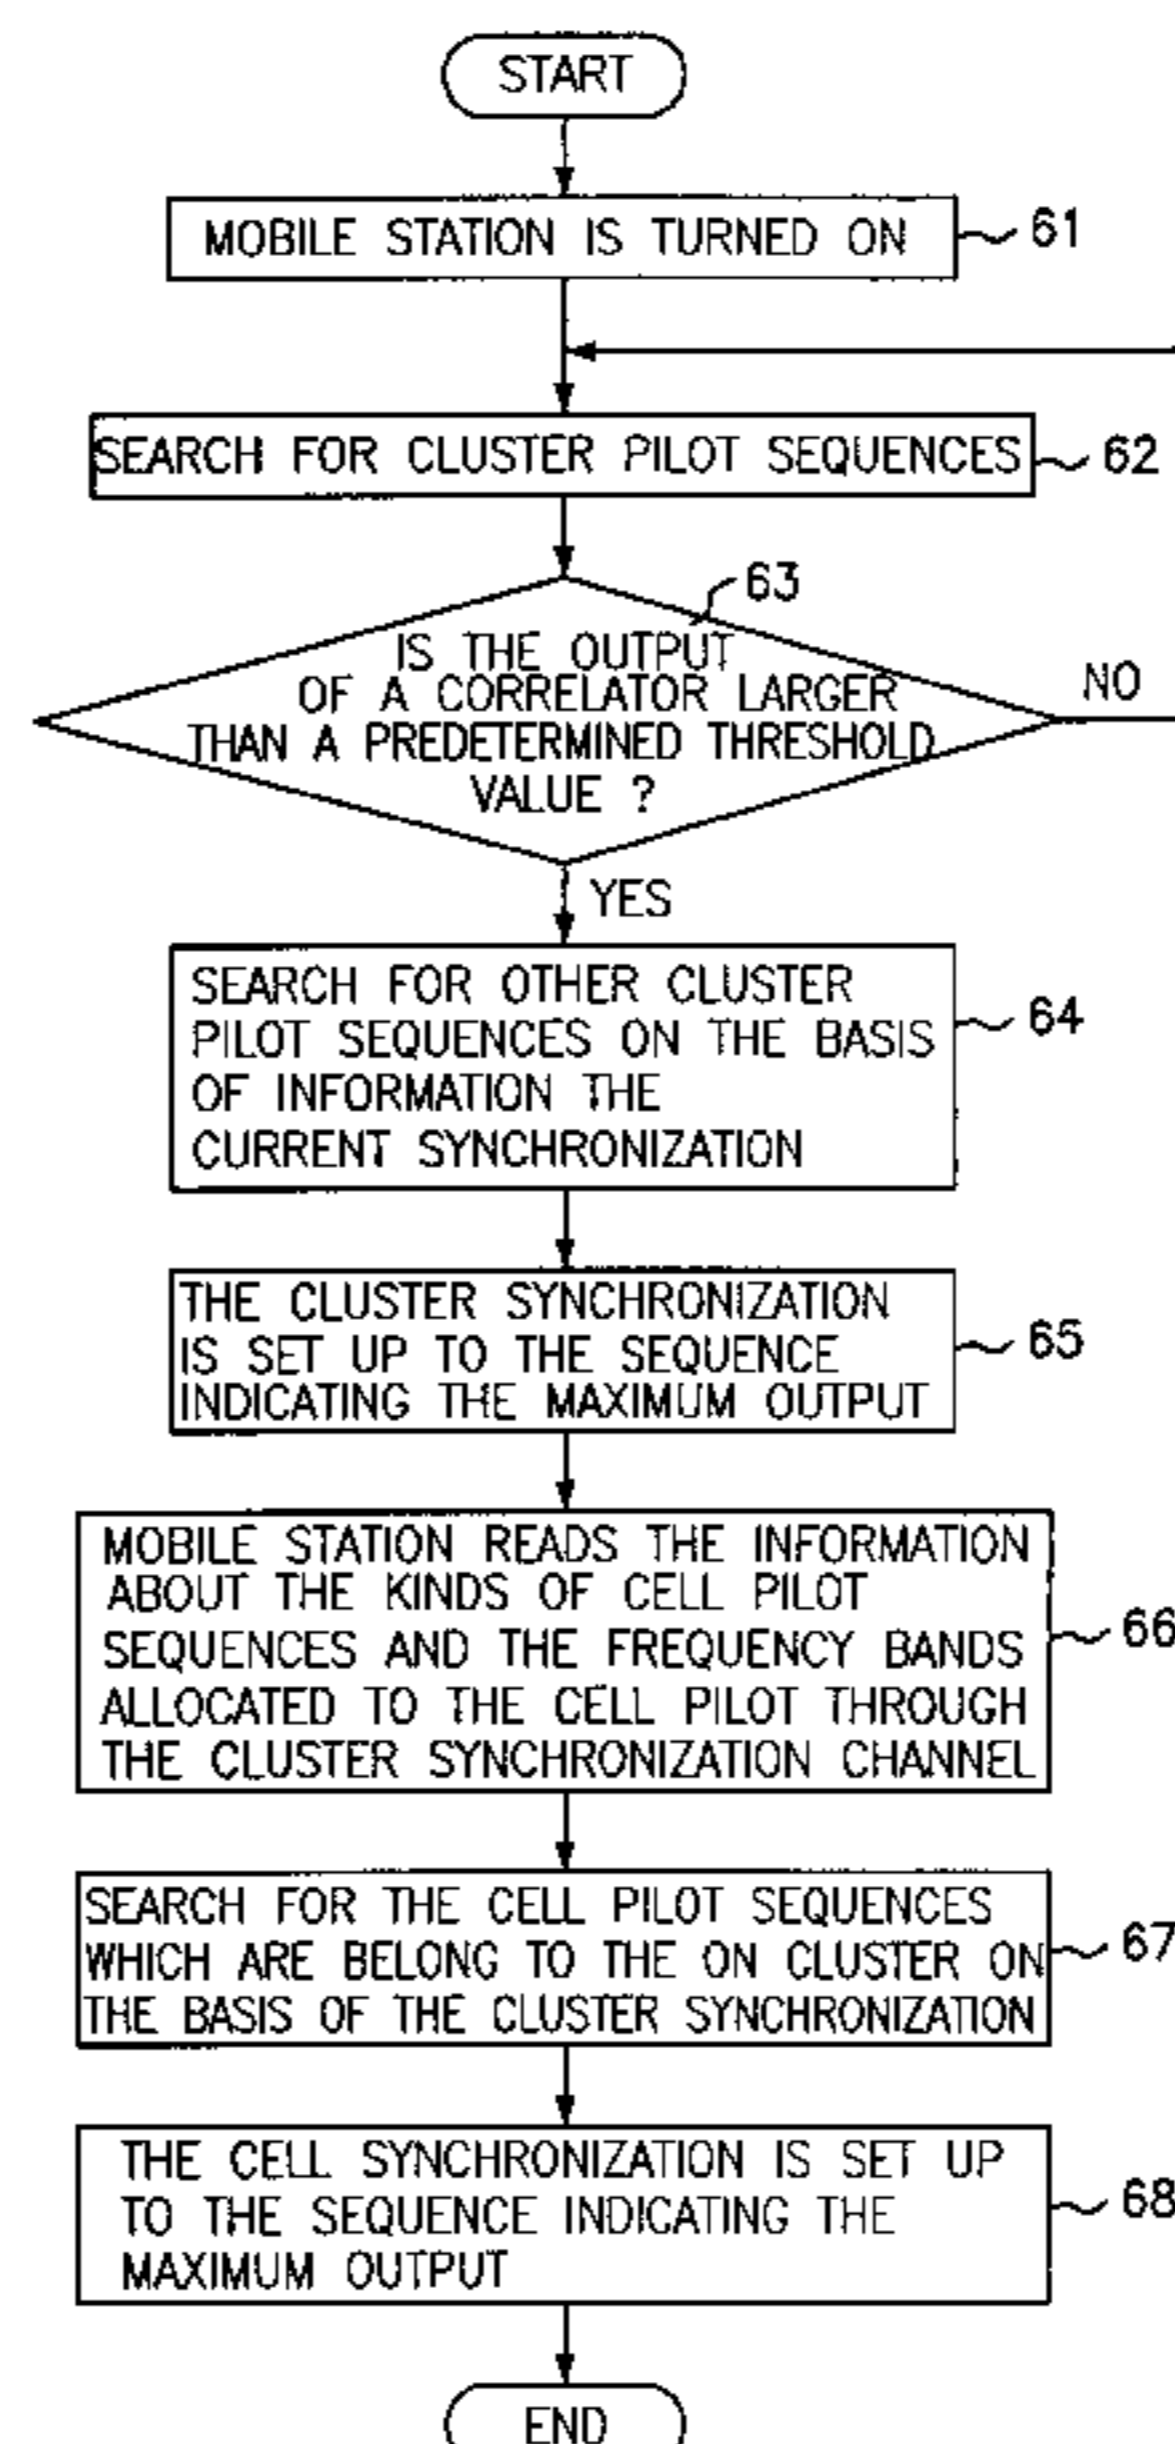 START
MOBILE STATION IS TURNED ON
61
SEARCH FOR CLUSTER PILOT SEQUENCES
62
63
IS THE OUTPUT
OF A CORRELATOR LARGER
THAN A PREDETERMINED THRESHOLD
VALUE ?
NO
YES
SEARCH FOR OTHER CLUSTER
PILOT SEQUENCES ON THE BASIS
OF INFORMATION THE
CURRENT SYNCHRONIZATION
64
THE CLUSTER SYNCHRONIZATION
IS SET UP TO THE SEQUENCE
INDICATING THE MAXIMUM OUTPUT
65
MOBILE STATION READS THE INFORMATION
ABOUT THE KINDS OF CELL PILOT
SEQUENCES AND THE FREQUENCY BANDS
ALLOCATED TO THE CELL PILOT THROUGH
THE CLUSTER SYNCHRONIZATION CHANNEL
66
SEARCH FOR THE CELL PILOT SEQUENCES
WHICH ARE BELONG TO THE ON CLUSTER ON
THE BASIS OF THE CLUSTER SYNCHRONIZATION
67
THE CELL SYNCHRONIZATION IS SET UP
TO THE SEQUENCE INDICATING THE
MAXIMUM OUTPUT
68
END